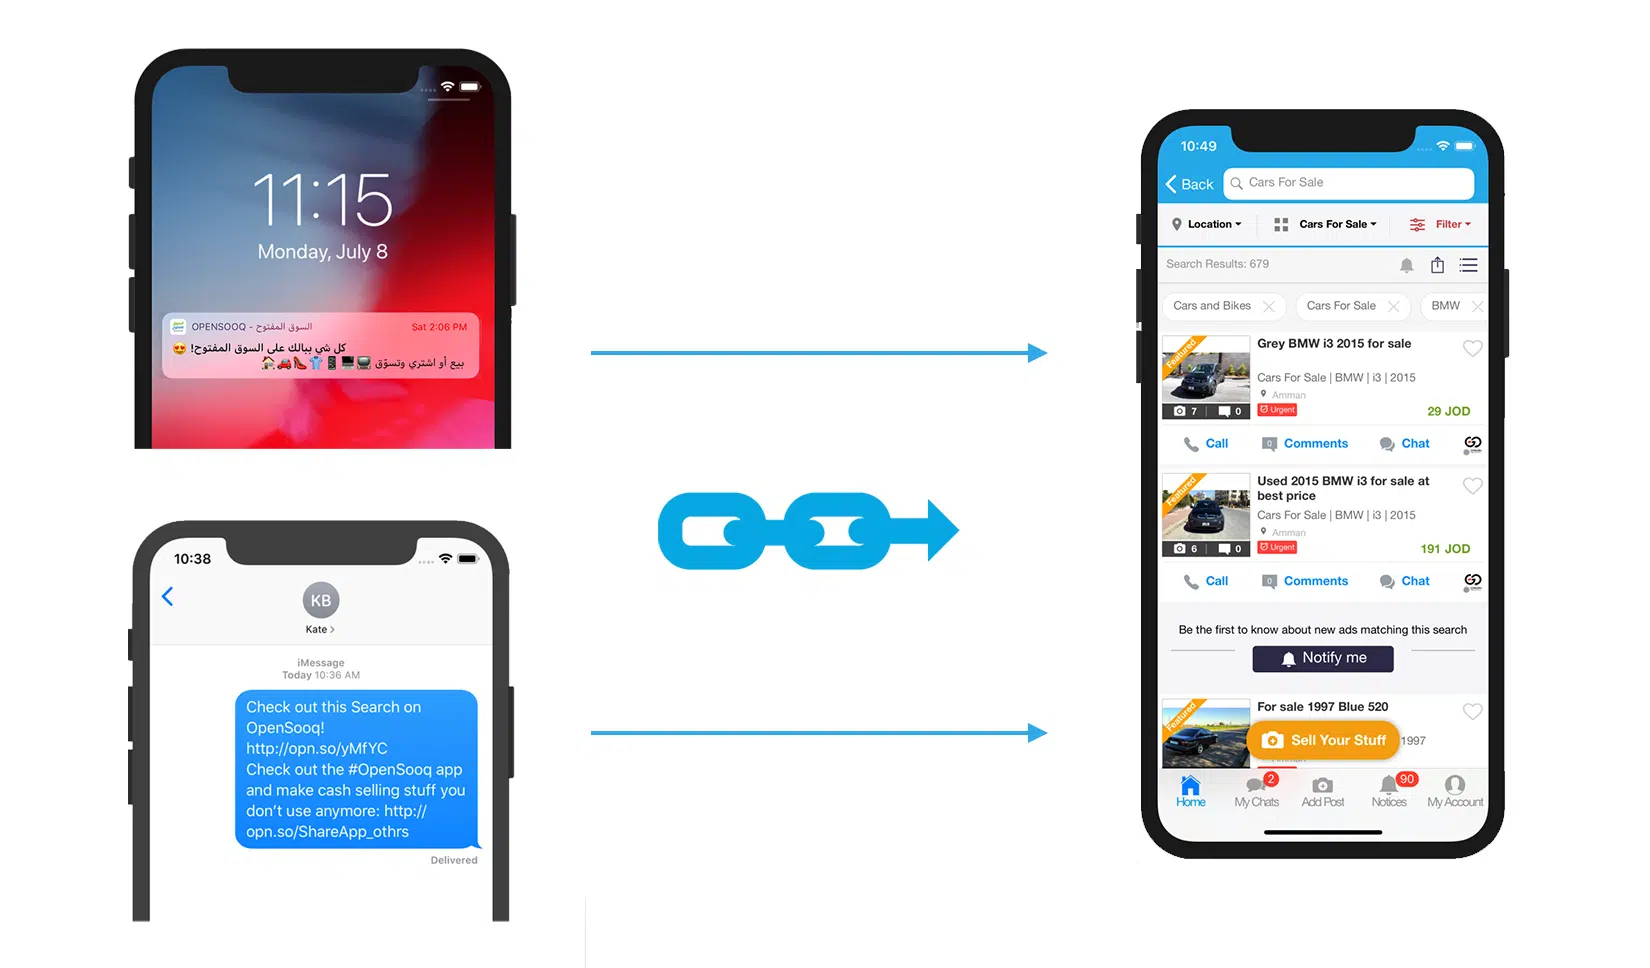 11:15
Monday, July 8
OPENSOOQ - السوق المفتوح
Sat 2:06 PM
كل شي ببالك على السوق المفتوح! 😍
بيع أو اشتري وتسوّق 📺💻📱👕👠🚗🏠
10:38
KB
Kate >
iMessage
Today 10:36 AM
Check out this Search on
OpenSooq!
http://opn.so/yMfYC
Check out the #OpenSooq app
and make cash selling stuff you
don't use anymore: http://
opn.so/ShareApp_othrs
Delivered
10:49
Back
Cars For Sale
Location
Cars For Sale
Filter
Search Results: 679
Cars and Bikes
Cars For Sale
BMW
Featured
Grey BMW i3 2015 for sale
Cars For Sale | BMW | i3 | 2015
Amman
7 | 0
Urgent
29 JOD
Call
0 Comments
Chat
Featured
Used 2015 BMW i3 for sale at
best price
Cars For Sale | BMW | i3 | 2015
Amman
6 | 0
Urgent
191 JOD
Call
0 Comments
Chat
Be the first to know about new ads matching this search
Notify me
Featured
For sale 1997 Blue 520
Sell Your Stuff
1997
2
90
Home
My Chats
Add Post
Notices
My Account